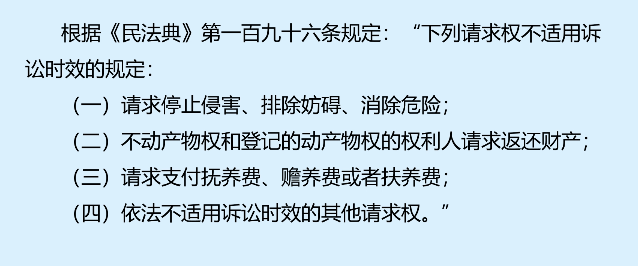 根据《民法典》第一百九十六条规定：“下列请求权不适用诉
讼时效的规定：
（一）请求停止侵害、排除妨碍、消除危险；
（二）不动产物权和登记的动产物权的权利人请求返还财产；
（三）请求支付抚养费、赡养费或者扶养费；
（四）依法不适用诉讼时效的其他请求权。”